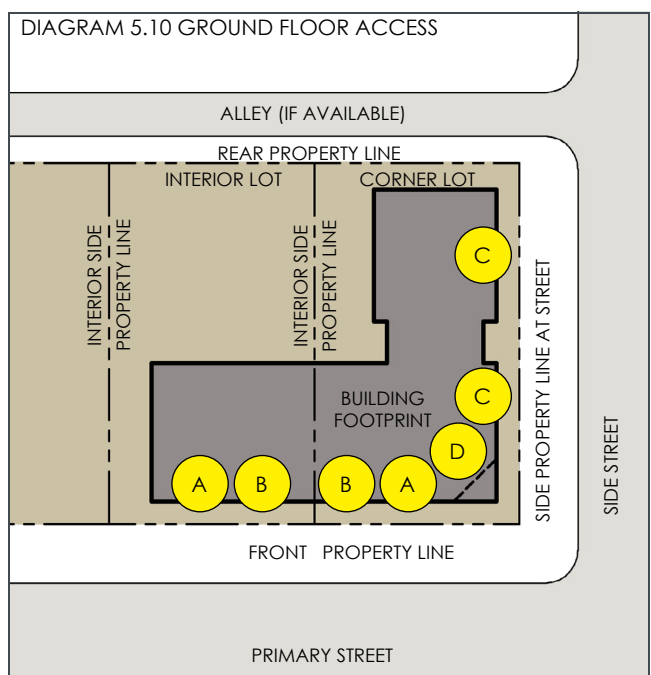 DIAGRAM 5.10 GROUND FLOOR ACCESS
ALLEY (IF AVAILABLE)
REAR PROPERTY LINE
INTERIOR LOT
CORNER LOT
INTERIOR SIDE
PROPERTY LINE
INTERIOR SIDE
PROPERTY LINE
C
SIDE PROPERTY LINE AT STREET
SIDE STREET
BUILDING
FOOTPRINT
C
D
A
B
B
A
FRONT PROPERTY LINE
PRIMARY STREET